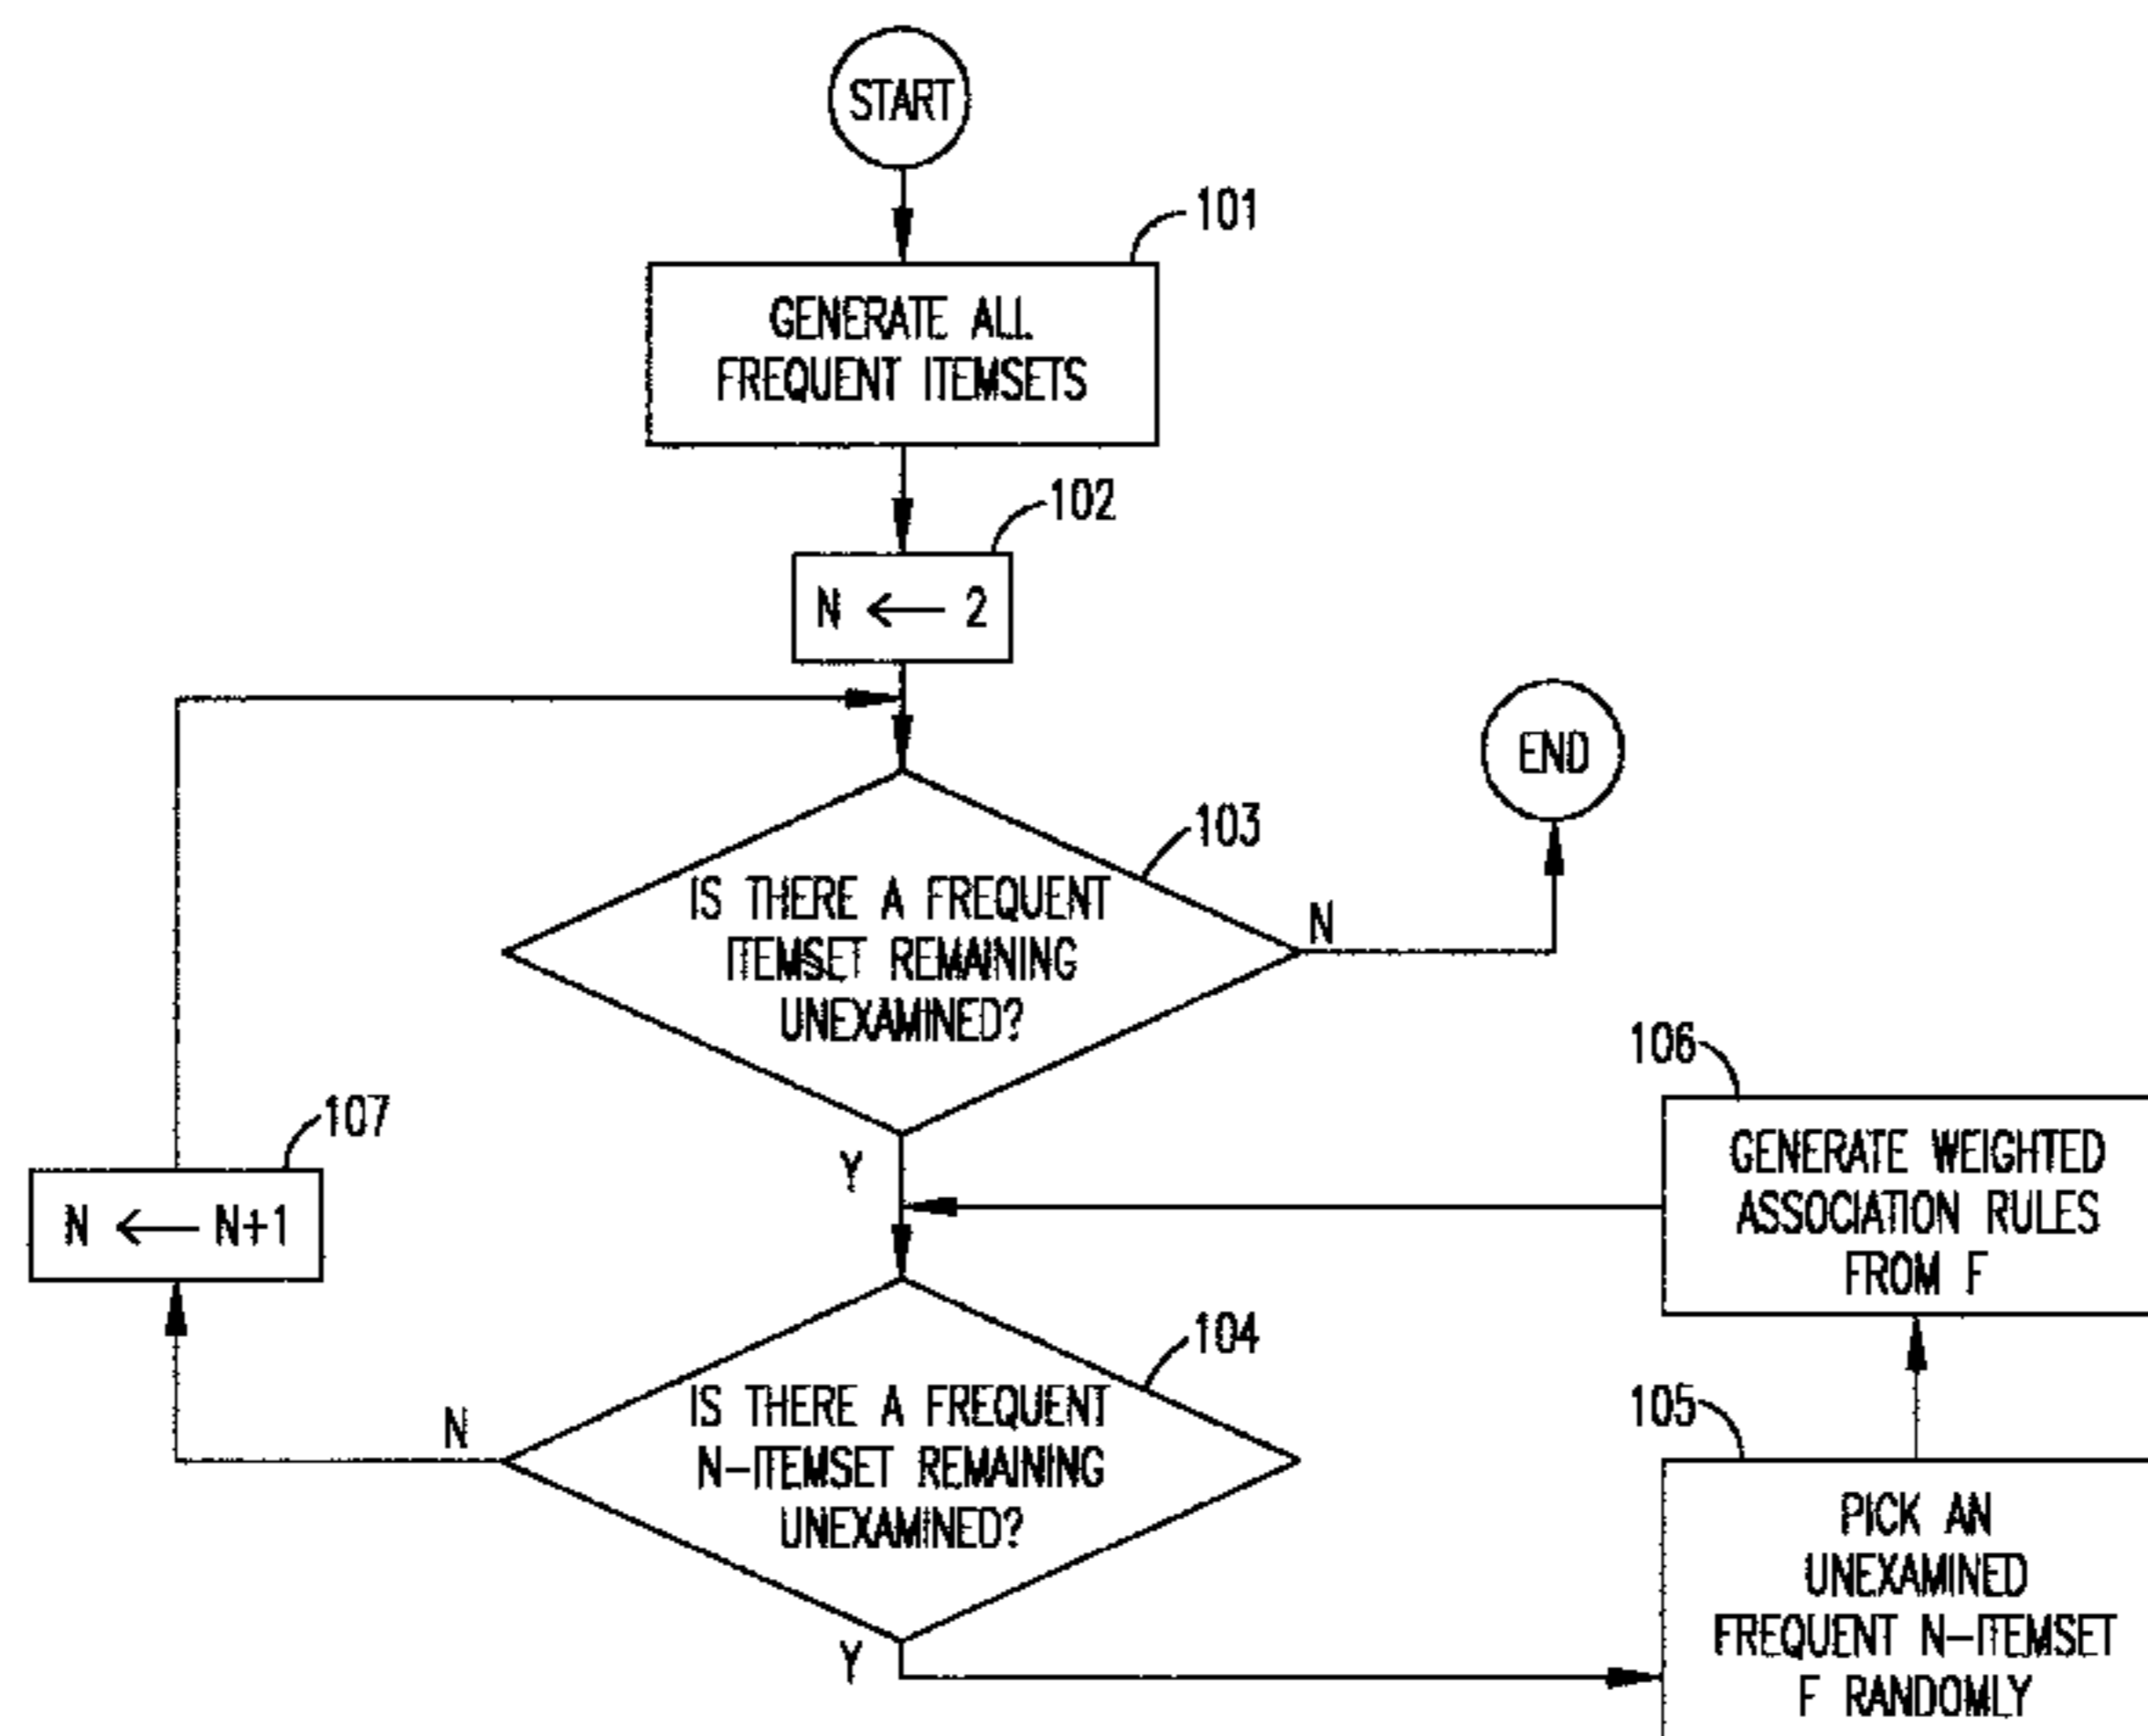 START
101
GENERATE ALL
FREQUENT ITEMSETS
102
N ← 2
END
103
IS THERE A FREQUENT
ITEMSET REMAINING
UNEXAMINED?
N
Y
106
GENERATE WEIGHTED
ASSOCIATION RULES
FROM F
107
N ← N+1
104
IS THERE A FREQUENT
N-ITEMSET REMAINING
UNEXAMINED?
N
Y
105
PICK AN
UNEXAMINED
FREQUENT N-ITEMSET
F RANDOMLY